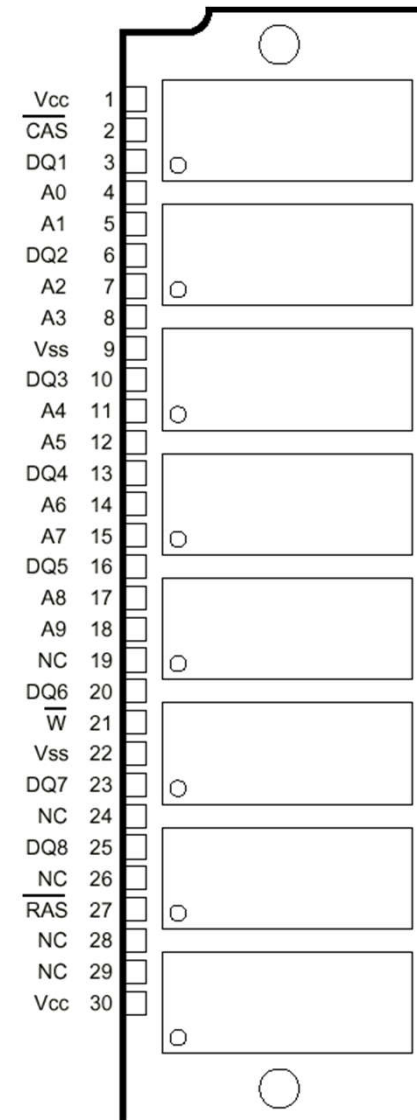 Vcc 1
CAS 2
DQ1 3
A0 4
A1 5
DQ2 6
A2 7
A3 8
Vss 9
DQ3 10
A4 11
A5 12
DQ4 13
A6 14
A7 15
DQ5 16
A8 17
A9 18
NC 19
DQ6 20
W 21
Vss 22
DQ7 23
NC 24
DQ8 25
NC 26
RAS 27
NC 28
NC 29
Vcc 30